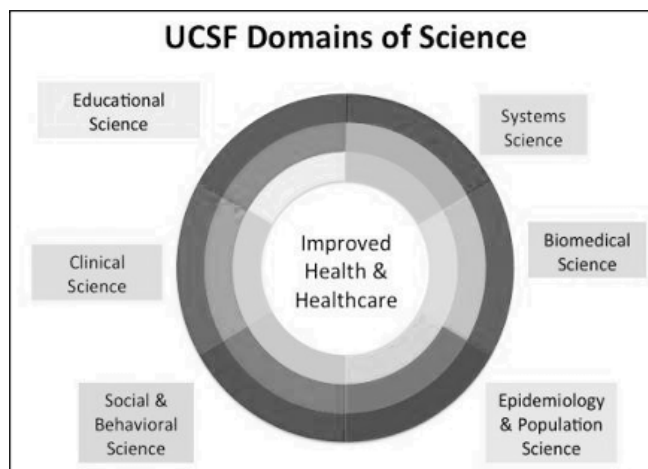 UCSF Domains of Science
Educational
Science
Systems
Science
Clinical
Science
Improved
Health &
Healthcare
Biomedical
Science
Social &
Behavioral
Science
Epidemiology
& Population
Science